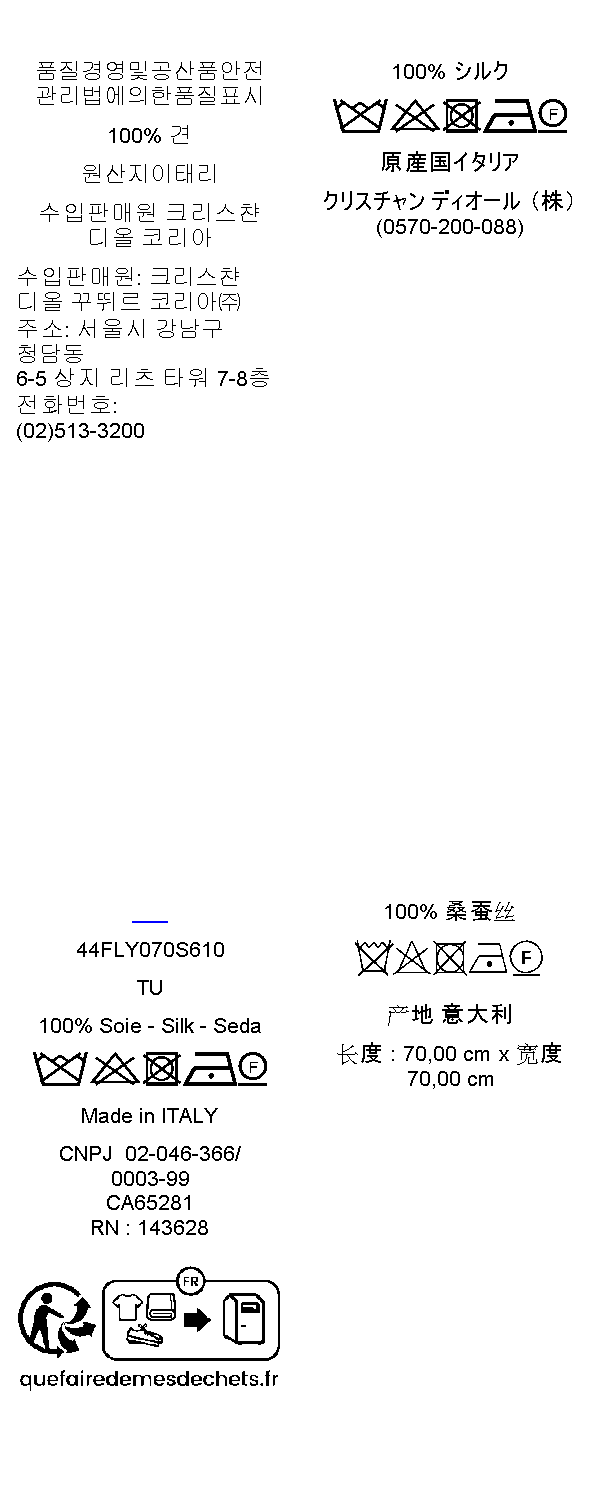 품질경영및공산품안전
관리법에의한품질표시
100% 견
원산지이태리
수입판매원 크리스챤
디올 코리아
수입판매원: 크리스챤
디올 꾸뛰르 코리아㈜
주소: 서울시 강남구
청담동
6-5 상지 리츠 타워 7-8층
전화번호:
(02)513-3200
100% シルク
F
原産国イタリア
クリスチャン ディオール（株）
(0570-200-088)
44FLY070S610
TU
100% Soie - Silk - Seda
F
Made in ITALY
CNPJ 02-046-366/
0003-99
CA65281
RN : 143628
FR
quefairedemesdechets.fr
100% 桑蚕丝
F
产地 意大利
长度 : 70,00 cm x 宽度
70,00 cm